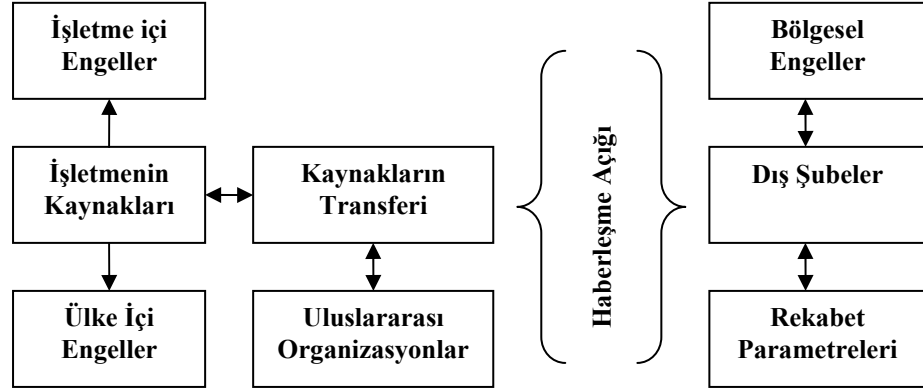 İşletme içi
Engeller
Bölgesel
Engeller
İşletmenin
Kaynakları
Kaynakların
Transferi
Haberleşme Açığı
Dış Şubeler
Ülke İçi
Engeller
Uluslararası
Organizasyonlar
Rekabet
Parametreleri